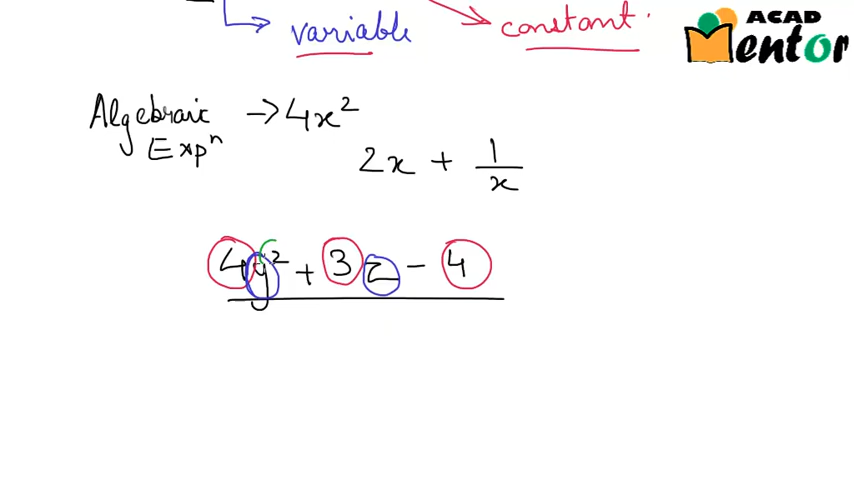 variable
constant
ACAD
mentor
Algebraic → 4x²
Expⁿ
2x + 1/x
4y² + 3z - 4